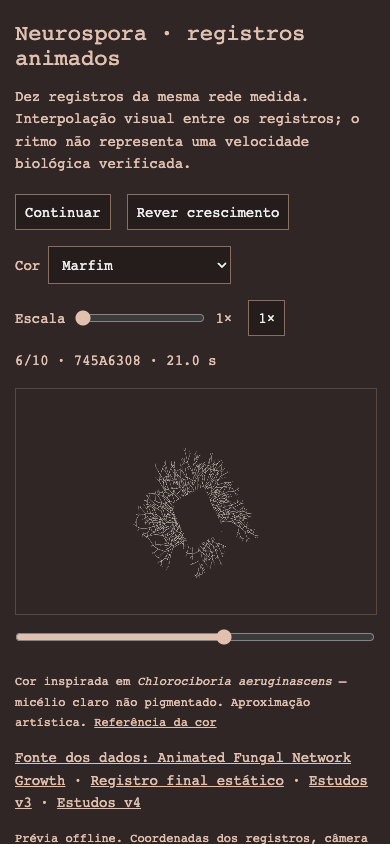 Neurospora · registros
animados
Dez registros da mesma rede medida.
Interpolação visual entre os registros; o
ritmo não representa uma velocidade
biológica verificada.
Continuar Rever crescimento
Cor Marfim
Escala 1× 1×
6/10 · 745A6308 · 21.0 s
Cor inspirada em Chlorociboria aeruginascens —
micélio claro não pigmentado. Aproximação
artística. Referência da cor
Fonte dos dados: Animated Fungal Network
Growth · Registro final estático · Estudos
v3 · Estudos v4
Prévia offline. Coordenadas dos registros, câmera